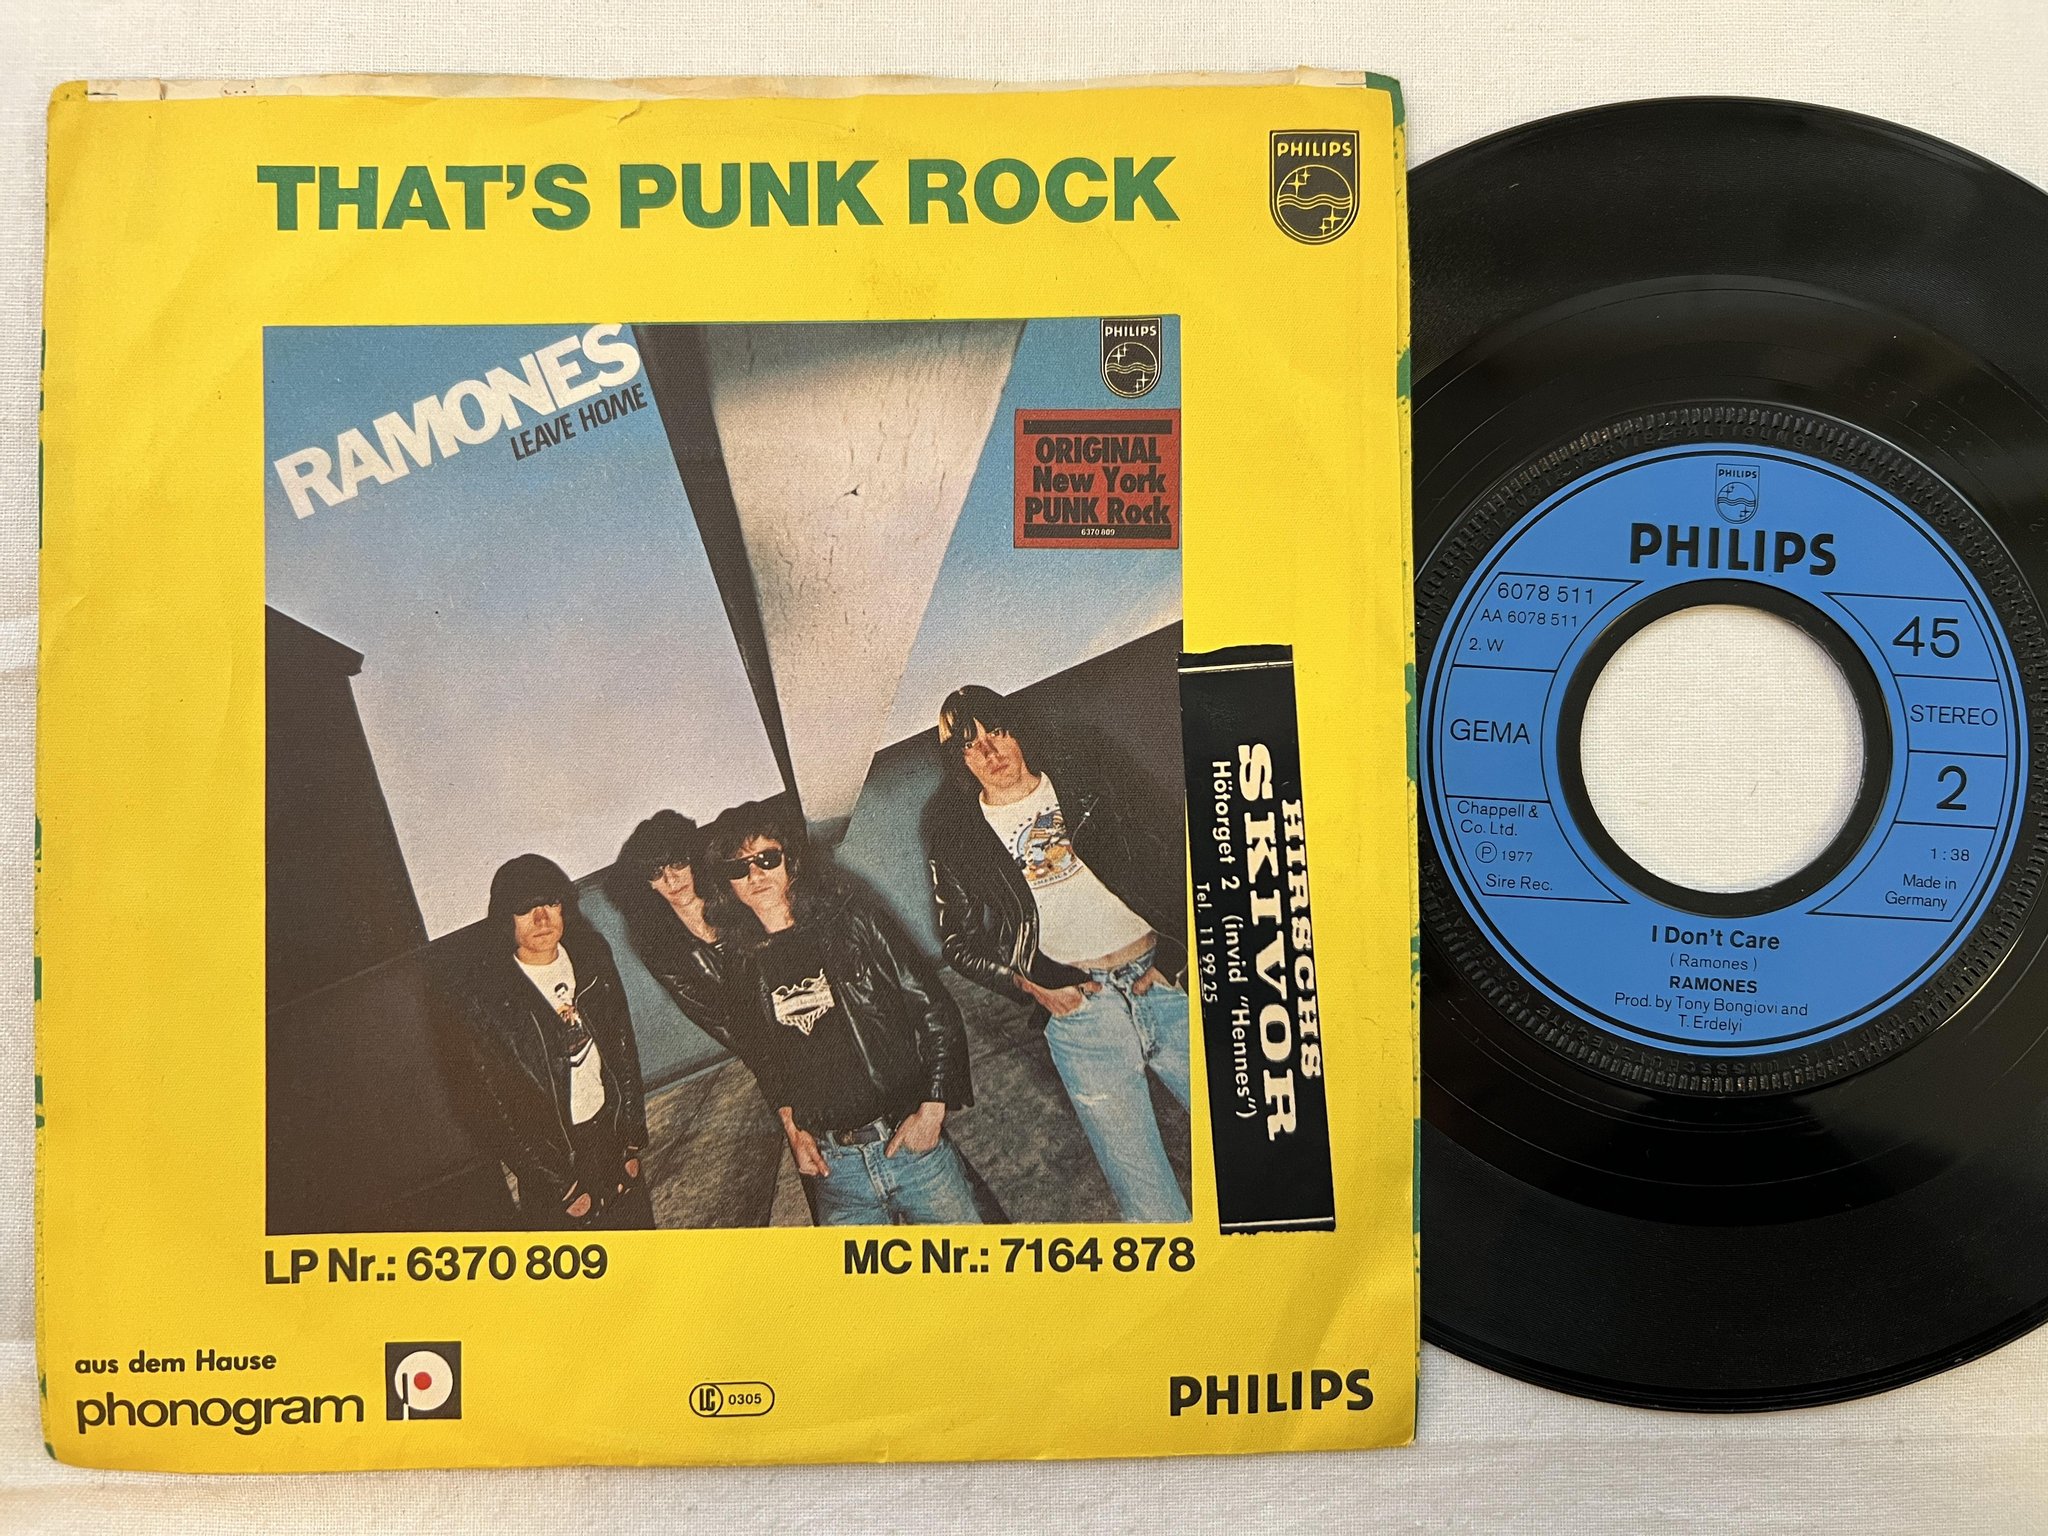 THAT'S PUNK ROCK
PHILIPS
RAMONES
LEAVE HOME
PHILIPS
ORIGINAL
New York
PUNK Rock
6370 809
HIRSCHS
SKIVOR
Hötorget 2 (invid "Hennes")
Tel. 11 99 25
LP Nr.: 6370 809
MC Nr.: 7164 878
aus dem Hause
phonogram
LC 0305
PHILIPS
PHILIPS
PHILIPS
6078 511
AA 6078 511
2. W
45
GEMA
STEREO
2
Chappell &
Co. Ltd.
Ⓟ 1977
Sire Rec.
1:38
Made in
Germany
I Don't Care
( Ramones )
RAMONES
Prod. by Tony Bongiovi and
T. Erdelyi